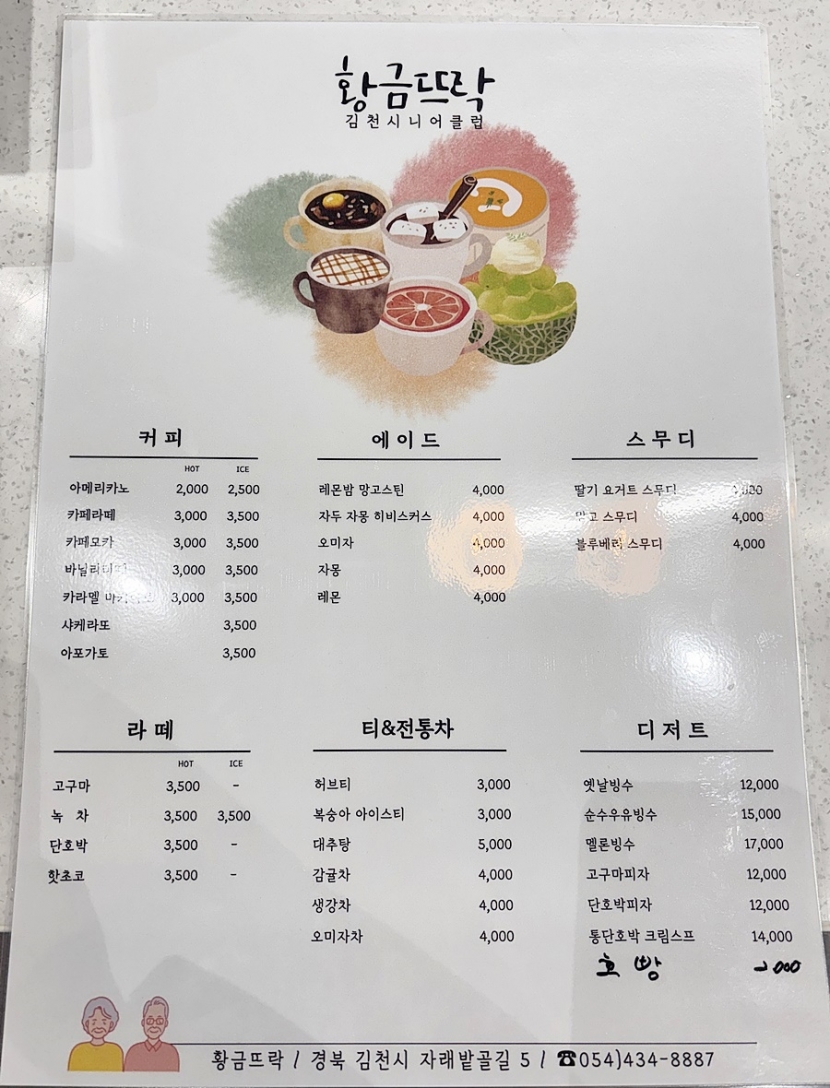 황금뜨락
김천시니어클럽
커피
HOT ICE
아메리카노 2,000 2,500
카페라떼 3,000 3,500
카페모카 3,000 3,500
3,000 3,500
카라멜 3,000 3,500
샤케라또 3,500
아포가토 3,500
에이드
레몬밤 망고스틴 4,000
자두 자몽 히비스커스 4,000
오미자 4,000
자몽 4,000
레몬 4,000
스무디
딸기 요거트 스무디
망고 스무디 4,000
블루베리 스무디 4,000
라떼
HOT ICE
고구마 3,500 -
녹 차 3,500 3,500
단호박 3,500 -
핫초코 3,500 -
티&전통차
허브티 3,000
복숭아 아이스티 3,000
대추탕 5,000
감귤차 4,000
생강차 4,000
오미자차 4,000
디저트
옛날빙수 12,000
순수우유빙수 15,000
멜론빙수 17,000
고구마피자 12,000
단호박피자 12,000
통단호박 크림스프 14,000
호빵
황금뜨락 / 경북 김천시 자래밭골길 5 / ☎054)434-8887